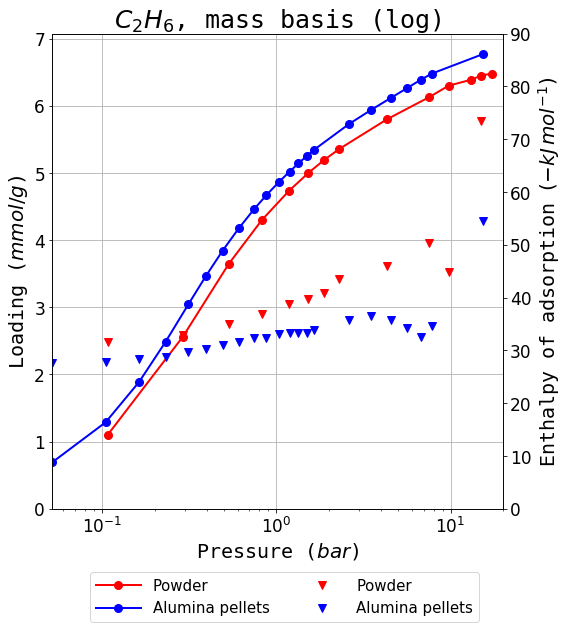 C₂H₆, mass basis (log)
7
6
5
4
3
2
1
0
Loading (mmol/g)
90
80
70
60
50
40
30
20
10
0
Enthalpy of adsorption (−kJ mol⁻¹)
10⁻¹ 10⁰ 10¹
Pressure (bar)
Powder Powder
Alumina pellets Alumina pellets